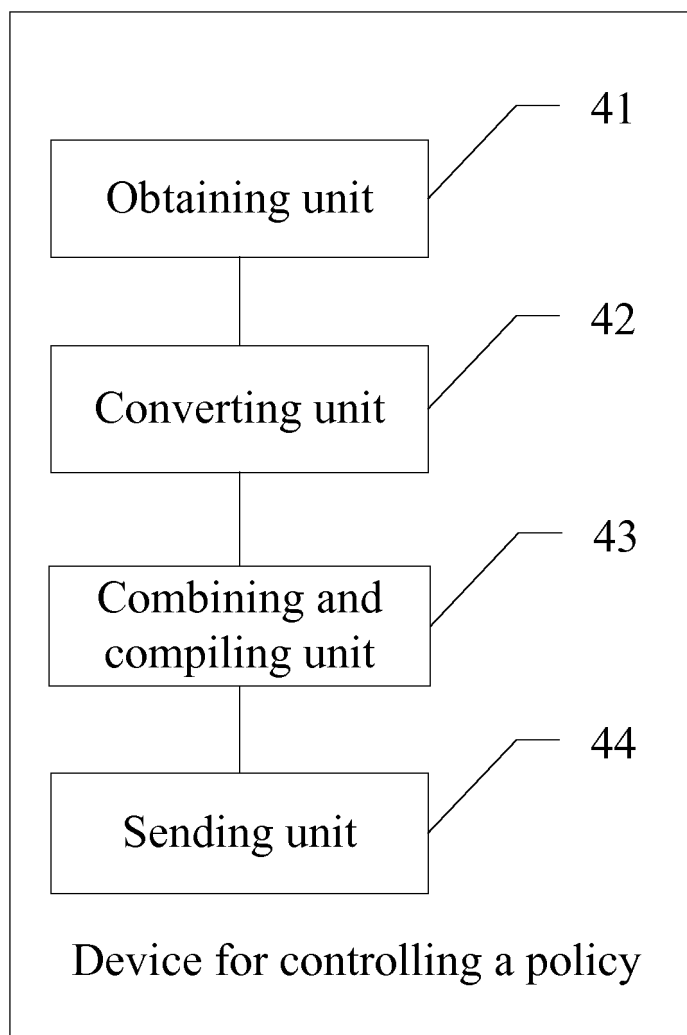 41
Obtaining unit
42
Converting unit
43
Combining and
compiling unit
44
Sending unit
Device for controlling a policy